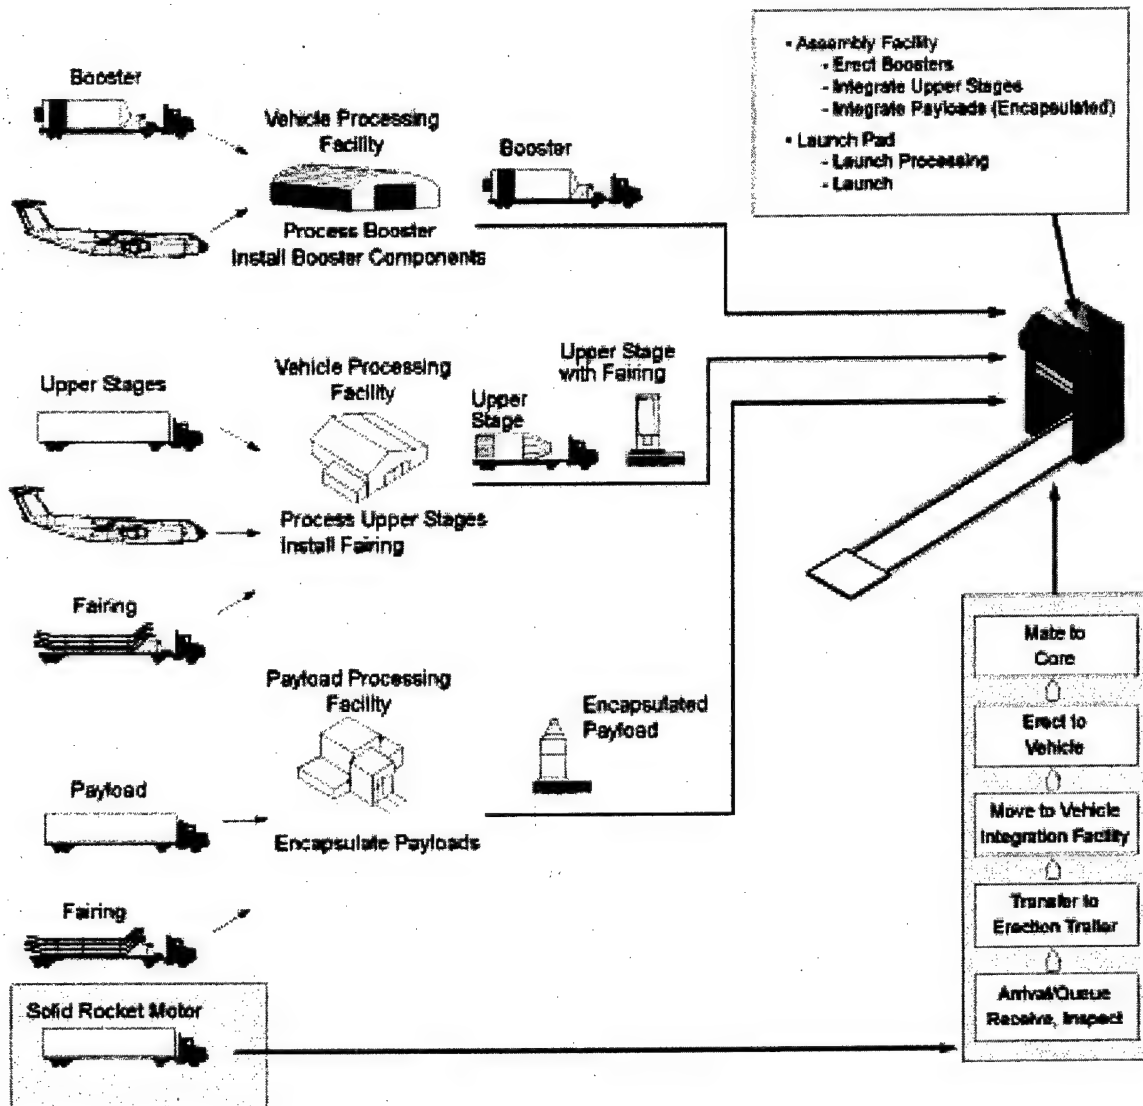 • Assembly Facility
- Erect Boosters
- Integrate Upper Stages
- Integrate Payloads (Encapsulated)
• Launch Pad
- Launch Processing
- Launch
Booster
Vehicle Processing
Facility
Process Booster
Install Booster Components
Booster
Upper Stages
Vehicle Processing
Facility
Process Upper Stages
Install Fairing
Upper
Stage
Upper Stage
with Fairing
Fairing
Payload Processing
Facility
Encapsulate Payloads
Encapsulated
Payload
Payload
Fairing
Solid Rocket Motor
Mate to
Core
Erect to
Vehicle
Move to Vehicle
Integration Facility
Transfer to
Erection Trailer
Arrival/Queue
Receive, Inspect